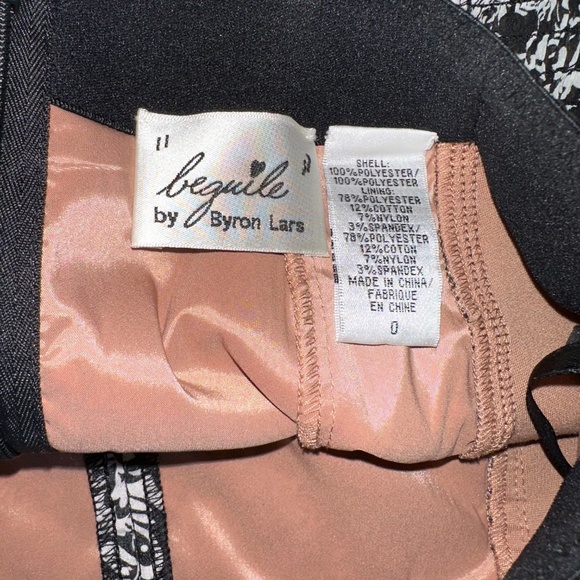 "beguile"
by Byron Lars
SHELL:
100%POLYESTER/
100%POLYESTER
LINING:
78%POLYESTER
12%COTTON
7%NYLON
3%SPANDEX/
78%POLYESTER
12%COTON
7%NYLON
3%SPANDEX
MADE IN CHINA/
FABRIQUE
EN CHINE
0